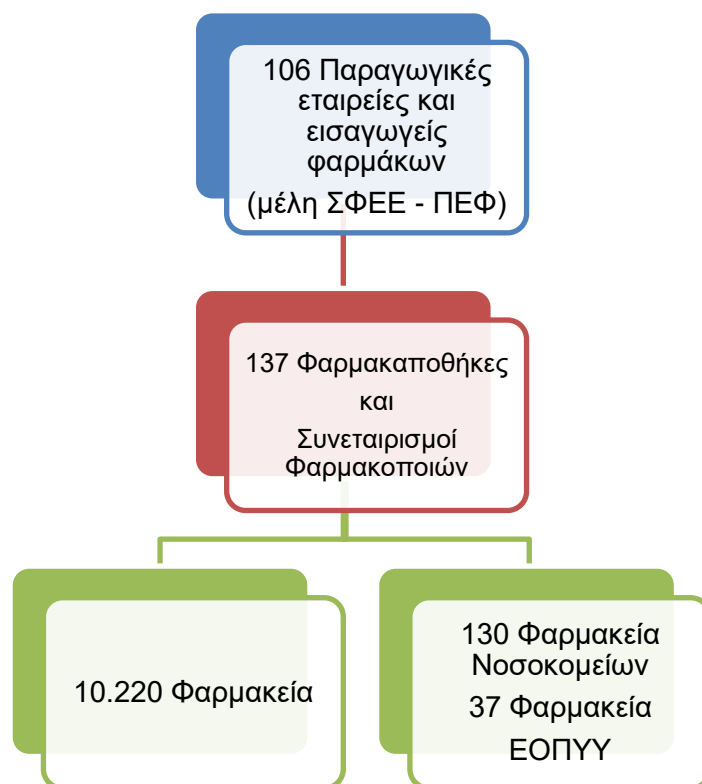 106 Παραγωγικές
εταιρείες και
εισαγωγείς
φαρμάκων
(μέλη ΣΦΕΕ - ΠΕΦ)
137 Φαρμακαποθήκες
και
Συνεταιρισμοί
Φαρμακοποιών
10.220 Φαρμακεία
130 Φαρμακεία
Νοσοκομείων
37 Φαρμακεία
ΕΟΠΥΥ